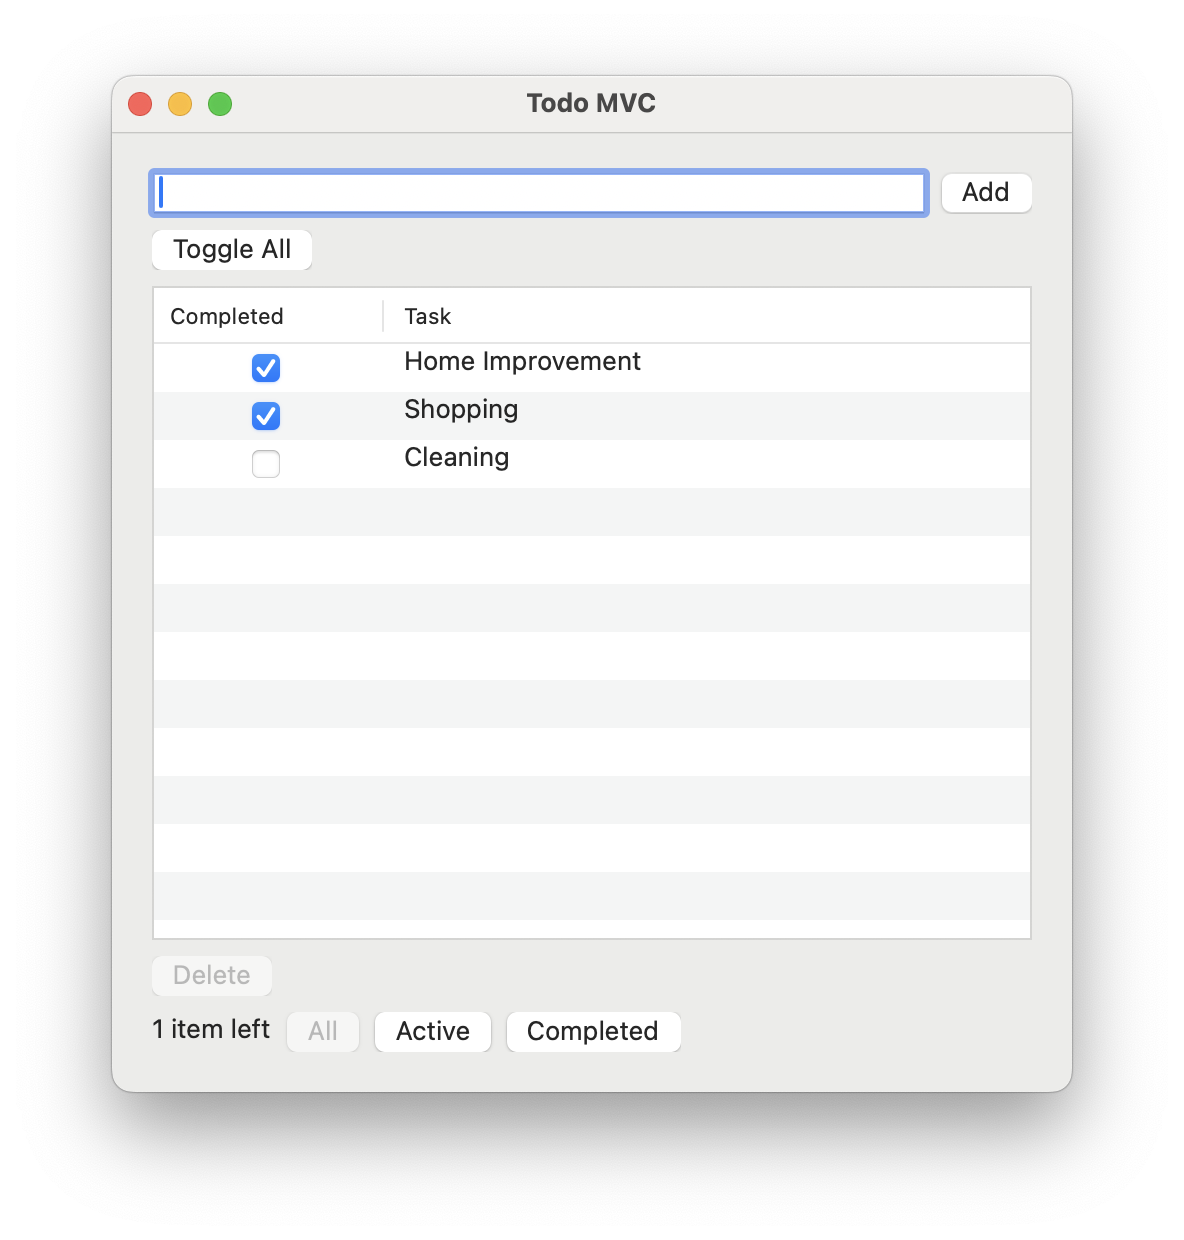 Todo MVC
Add
Toggle All
Completed Task
Home Improvement
Shopping
Cleaning
Delete
1 item left All Active Completed